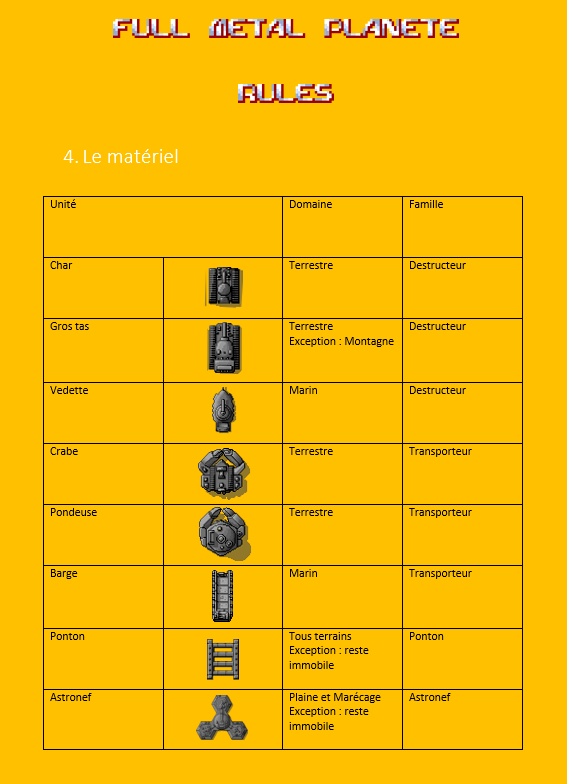 FULL METAL PLANETE
RULES
4. Le matériel
Unité Domaine Famille
Char Terrestre Destructeur
Gros tas Terrestre Destructeur
Exception : Montagne
Vedette Marin Destructeur
Crabe Terrestre Transporteur
Pondeuse Terrestre Transporteur
Barge Marin Transporteur
Ponton Tous terrains Ponton
Exception : reste
immobile
Astronef Plaine et Marécage Astronef
Exception : reste
immobile